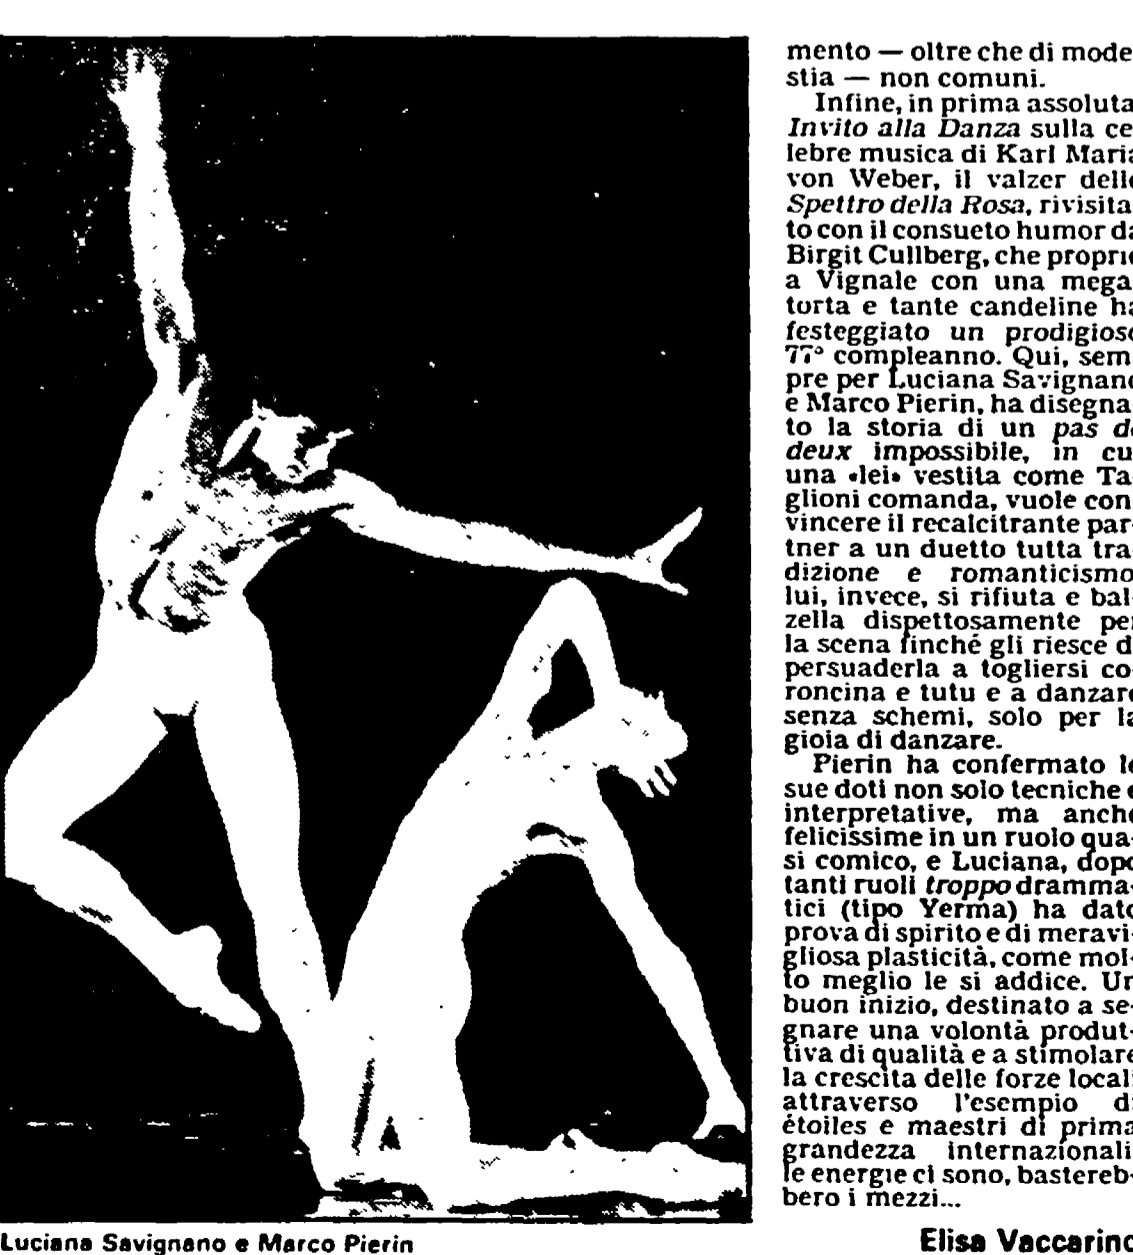 mento — oltre che di mode-
stia — non comuni.
Infine, in prima assoluta
Invito alla Danza sulla ce-
lebre musica di Karl Maria
von Weber, il valzer dello
Spettro della Rosa, rivisita-
to con il consueto humor da
Birgit Cullberg, che proprio
a Vignale con una mega-
torta e tante candeline ha
festeggiato un prodigioso
77° compleanno. Qui, sem-
pre per Luciana Savignano
e Marco Pierin, ha disegna-
to la storia di un pas de
deux impossibile, in cui
una «lei» vestita come Ta-
glioni comanda, vuole con-
vincere il recalcitrante par-
tner a un duetto tutta tra-
dizione e romanticismo,
lui, invece, si rifiuta e bal-
zella dispettosamente per
la scena finché gli riesce di
persuaderla a togliersi co-
roncina e tutu e a danzare
senza schemi, solo per la
gioia di danzare.
Pierin ha confermato le
sue doti non solo tecniche e
interpretative, ma anche
felicissime in un ruolo qua-
si comico, e Luciana, dopo
tanti ruoli troppo dramma-
tici (tipo Yerma) ha dato
prova di spirito e di meravi-
gliosa plasticità, come mol-
to meglio le si addice. Un
buon inizio, destinato a se-
gnare una volontà produt-
tiva di qualità e a stimolare
la crescita delle forze locali
attraverso l'esempio di
étoiles e maestri di prima
grandezza internazionali:
le energie ci sono, bastereb-
bero i mezzi...
Elisa Vaccarino
Luciana Savignano e Marco Pierin